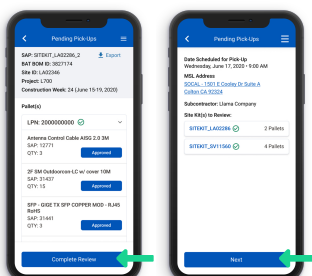 Pending Pick-Ups
SAP: SITEKIT_LA02286_2
Export
BAT BOM ID: 3827174
Site ID: LA02346
Project: L700
Construction Week: 24 (June 15-19, 2020)
Pallet(s)
LPN: 2000000000
Antenna Control Cable AISG 2.0 3M
SAP: 12771
QTY: 3
Approved
2F SM Outdoorcon-LC w/ cover 10M
SAP: 31437
QTY: 15
Approved
SFP - GIGE TX SFP COPPER MOD - RJ45
RoHS
SAP: 31441
QTY: 3
Approved
Complete Review
Pending Pick-Ups
Date Scheduled for Pick-Up
Wednesday, June 17, 2020 • 9:00 AM
MSL Address
SOCAL : 1501 E Cooley Dr Suite A
Colton CA 92324
Subcontractor: Llama Company
Site Kit(s) to Review:
SITEKIT_LA02286
2 Pallets
SITEKIT_SV11560
4 Pallets
Next